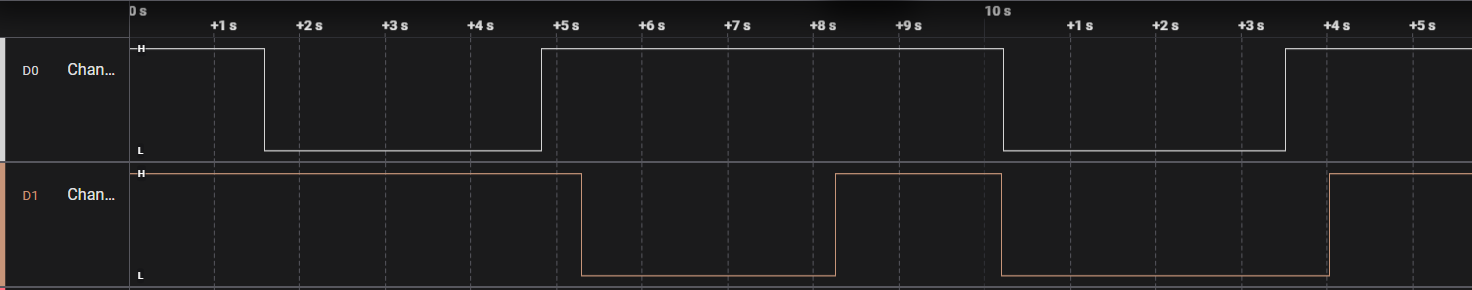 0 s 10 s
+1 s +2 s +3 s +4 s +5 s +6 s +7 s +8 s +9 s +1 s +2 s +3 s +4 s +5 s
H
D0 Chan...
L
H
D1 Chan...
L